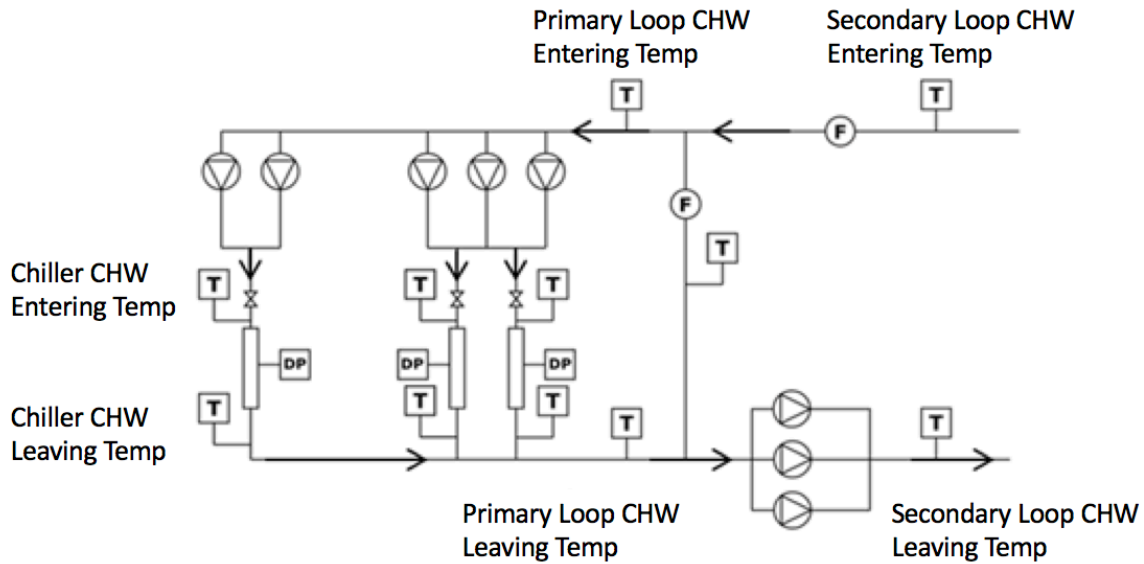 Primary Loop CHW
Entering Temp
Secondary Loop CHW
Entering Temp
T
T
F
F
T
Chiller CHW
Entering Temp
T
T
T
DP
DP
DP
Chiller CHW
Leaving Temp
T
T
T
T
T
Primary Loop CHW
Leaving Temp
Secondary Loop CHW
Leaving Temp